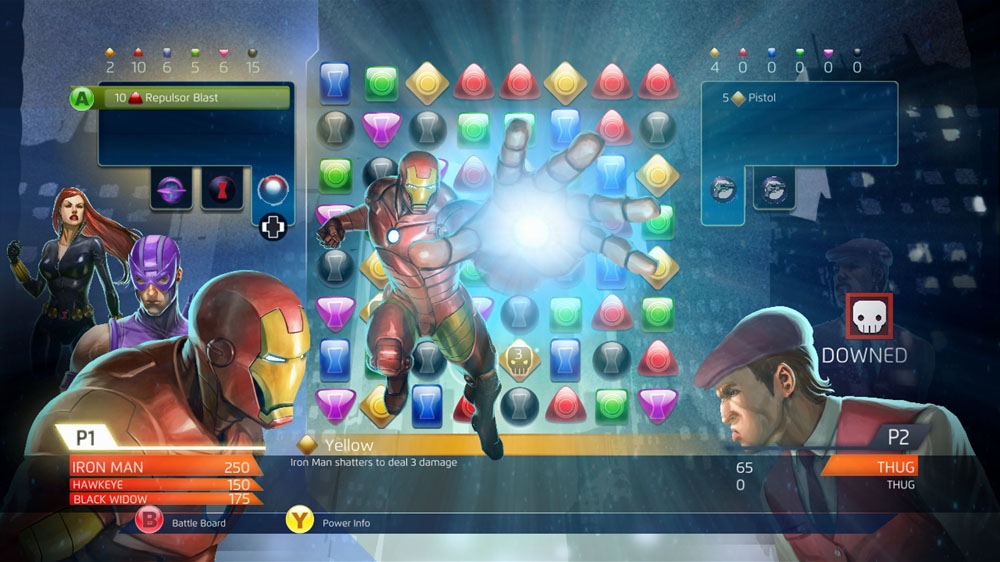 2 10 6 5 6 15
4 0 0 0 0 0
A 10 Repulsor Blast
5 Pistol
3
DOWNED
P1
P2
Yellow
Iron Man shatters to deal 3 damage
IRON MAN 250
HAWKEYE 150
BLACK WIDOW 175
65 THUG
0 THUG
B Battle Board
Y Power Info